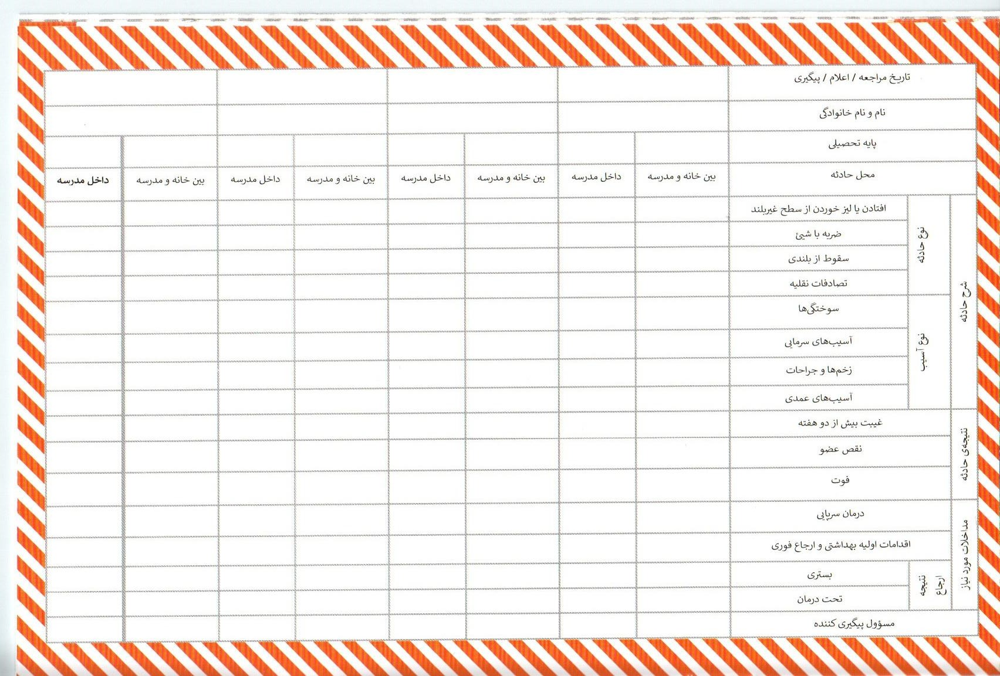 تاریخ مراجعه / اعلام / پیگیری
نام و نام خانوادگی
پایه تحصیلی
محل حادثه
بین خانه و مدرسه
داخل مدرسه
بین خانه و مدرسه
داخل مدرسه
بین خانه و مدرسه
داخل مدرسه
بین خانه و مدرسه
داخل مدرسه
شرح حادثه
نوع حادثه
افتادن یا لیز خوردن از سطح غیربلند
ضربه با شیئ
سقوط از بلندی
تصادفات نقلیه
نوع آسیب
سوختگی‌ها
آسیب‌های سرمایی
زخم‌ها و جراحات
آسیب‌های عمدی
نتیجه‌ی حادثه
غیبت بیش از دو هفته
نقص عضو
فوت
مداخلات مورد نیاز
درمان سرپایی
اقدامات اولیه بهداشتی و ارجاع فوری
نتیجه
ارجاع
بستری
تحت درمان
مسؤول پیگیری کننده